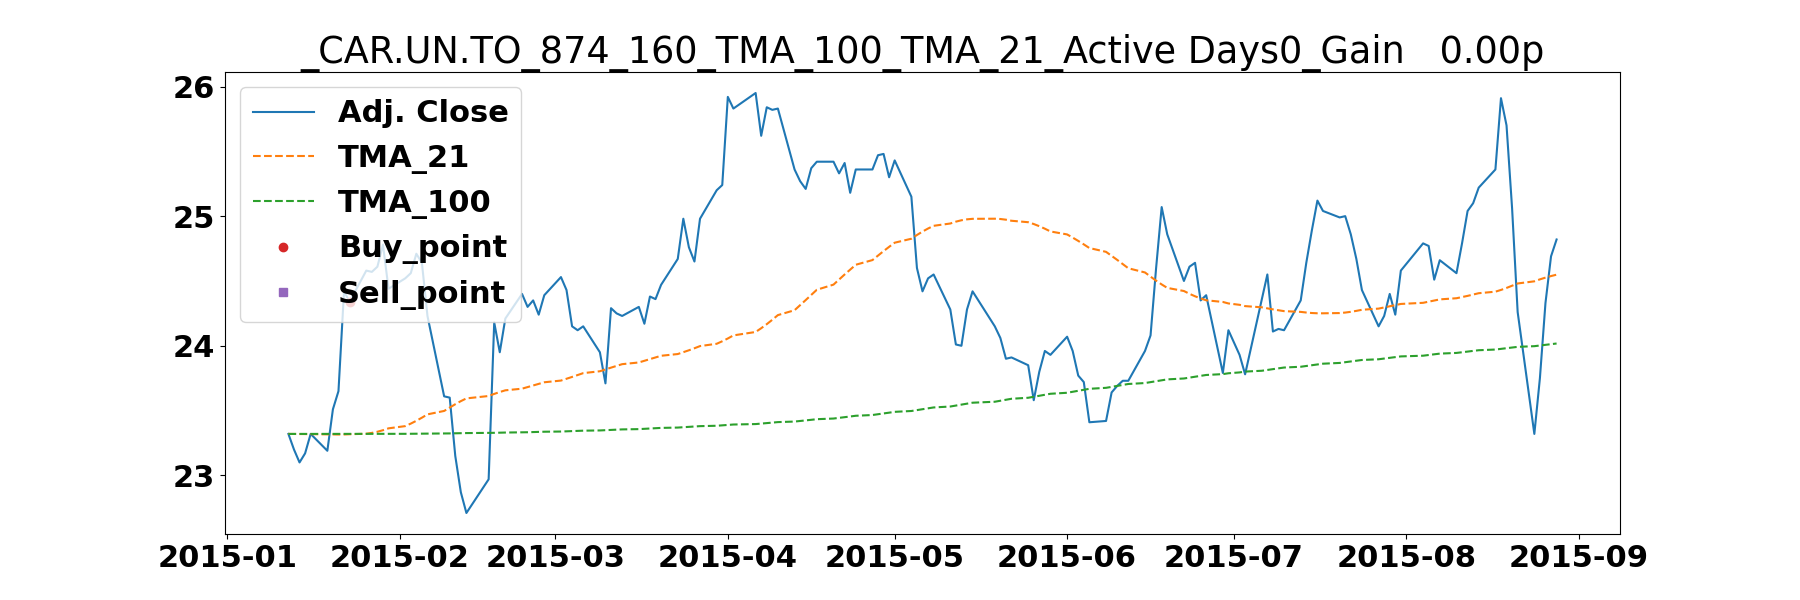 _CAR.UN.TO_874_160_TMA_100_TMA_21_Active Days0_Gain   0.00p
26
25
24
23
Adj. Close
TMA_21
TMA_100
Buy_point
Sell_point
2015-01 2015-02 2015-03 2015-04 2015-05 2015-06 2015-07 2015-08 2015-09